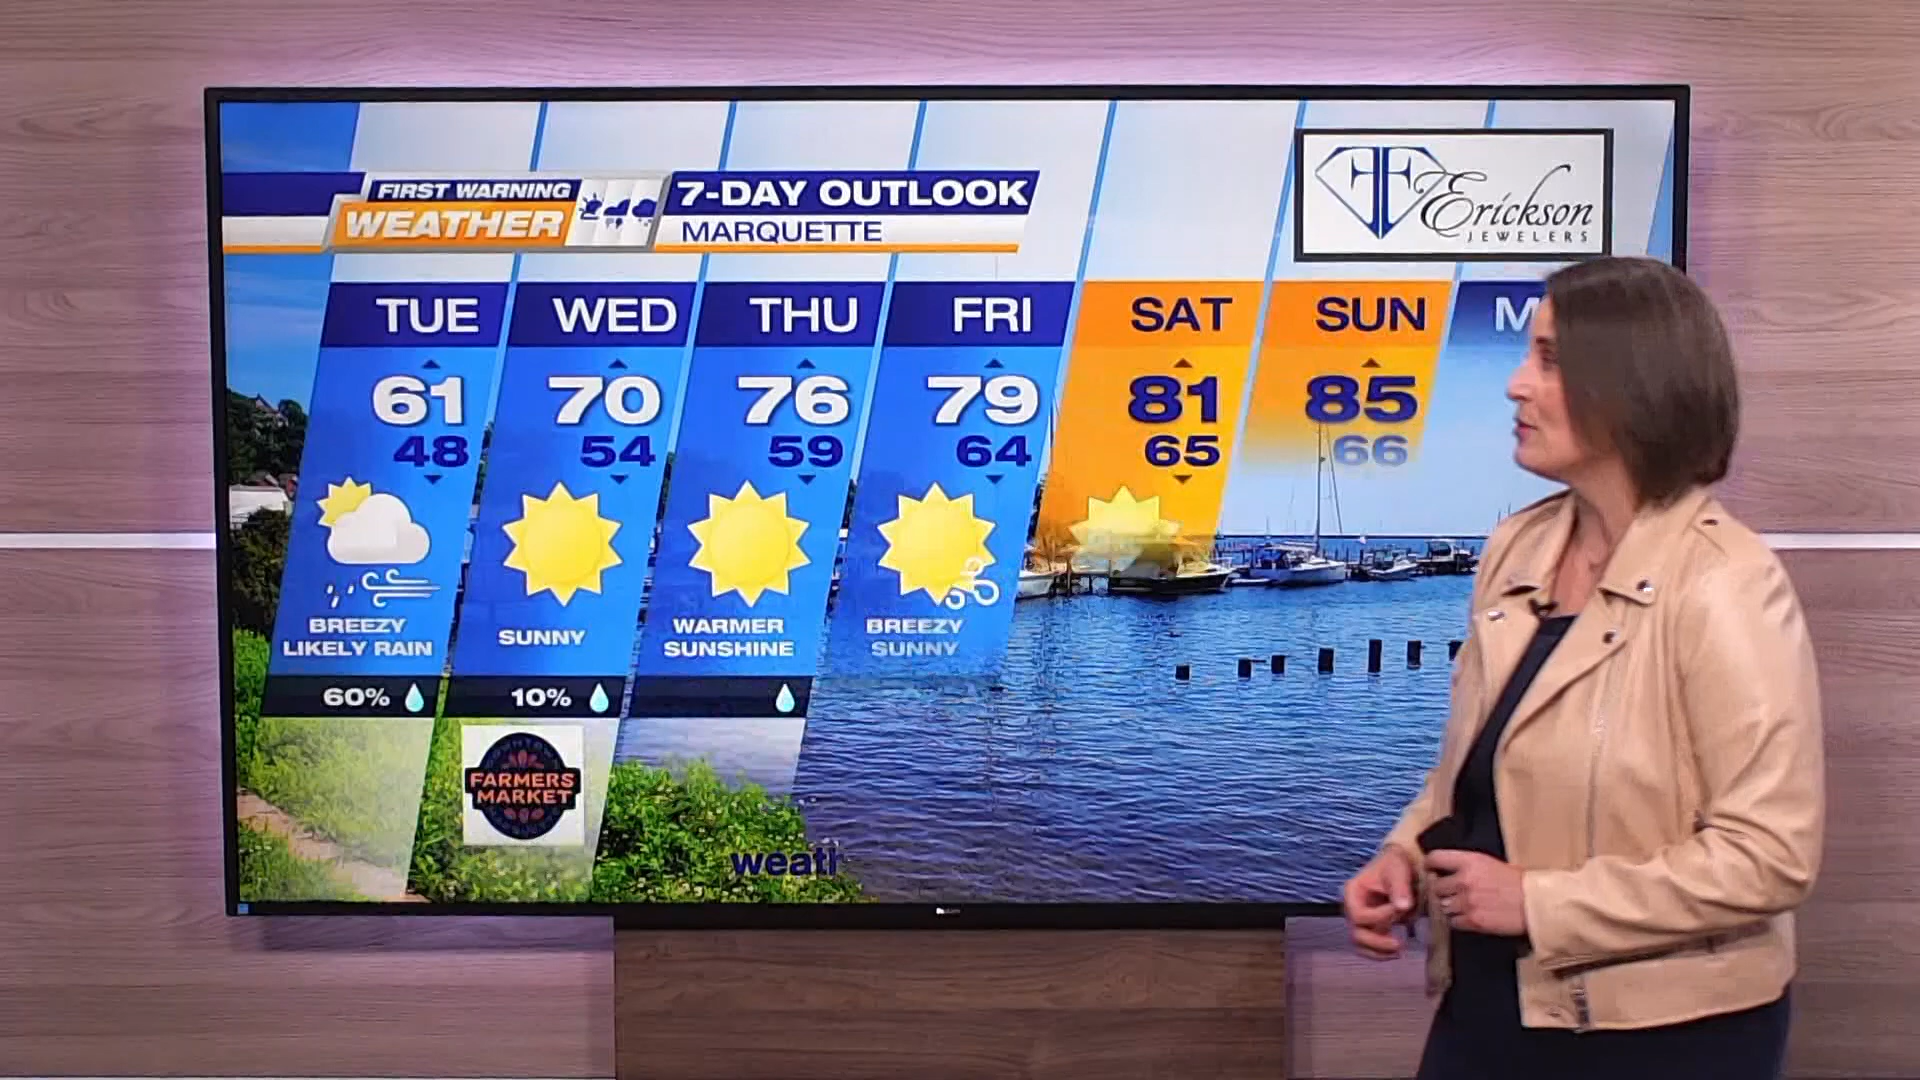 FIRST WARNING
WEATHER
7-DAY OUTLOOK
MARQUETTE
Erickson
JEWELERS
TUE WED THU FRI SAT SUN M
61 70 76 79 81 85
48 54 59 64 65 66
BREEZY
LIKELY RAIN
SUNNY
WARMER
SUNSHINE
BREEZY
SUNNY
60% 10%
FARMERS
MARKET
weath